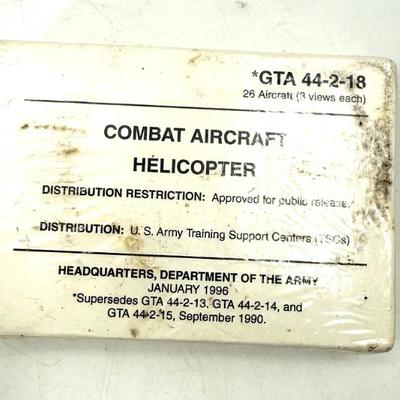 *GTA 44-2-18
26 Aircraft (3 views each)
COMBAT AIRCRAFT
HELICOPTER
DISTRIBUTION RESTRICTION: Approved for public release.
DISTRIBUTION: U.S. Army Training Support Centers (TSCs)
HEADQUARTERS, DEPARTMENT OF THE ARMY
JANUARY 1996
*Supersedes GTA 44-2-13, GTA 44-2-14, and
GTA 44-2-15, September 1990.